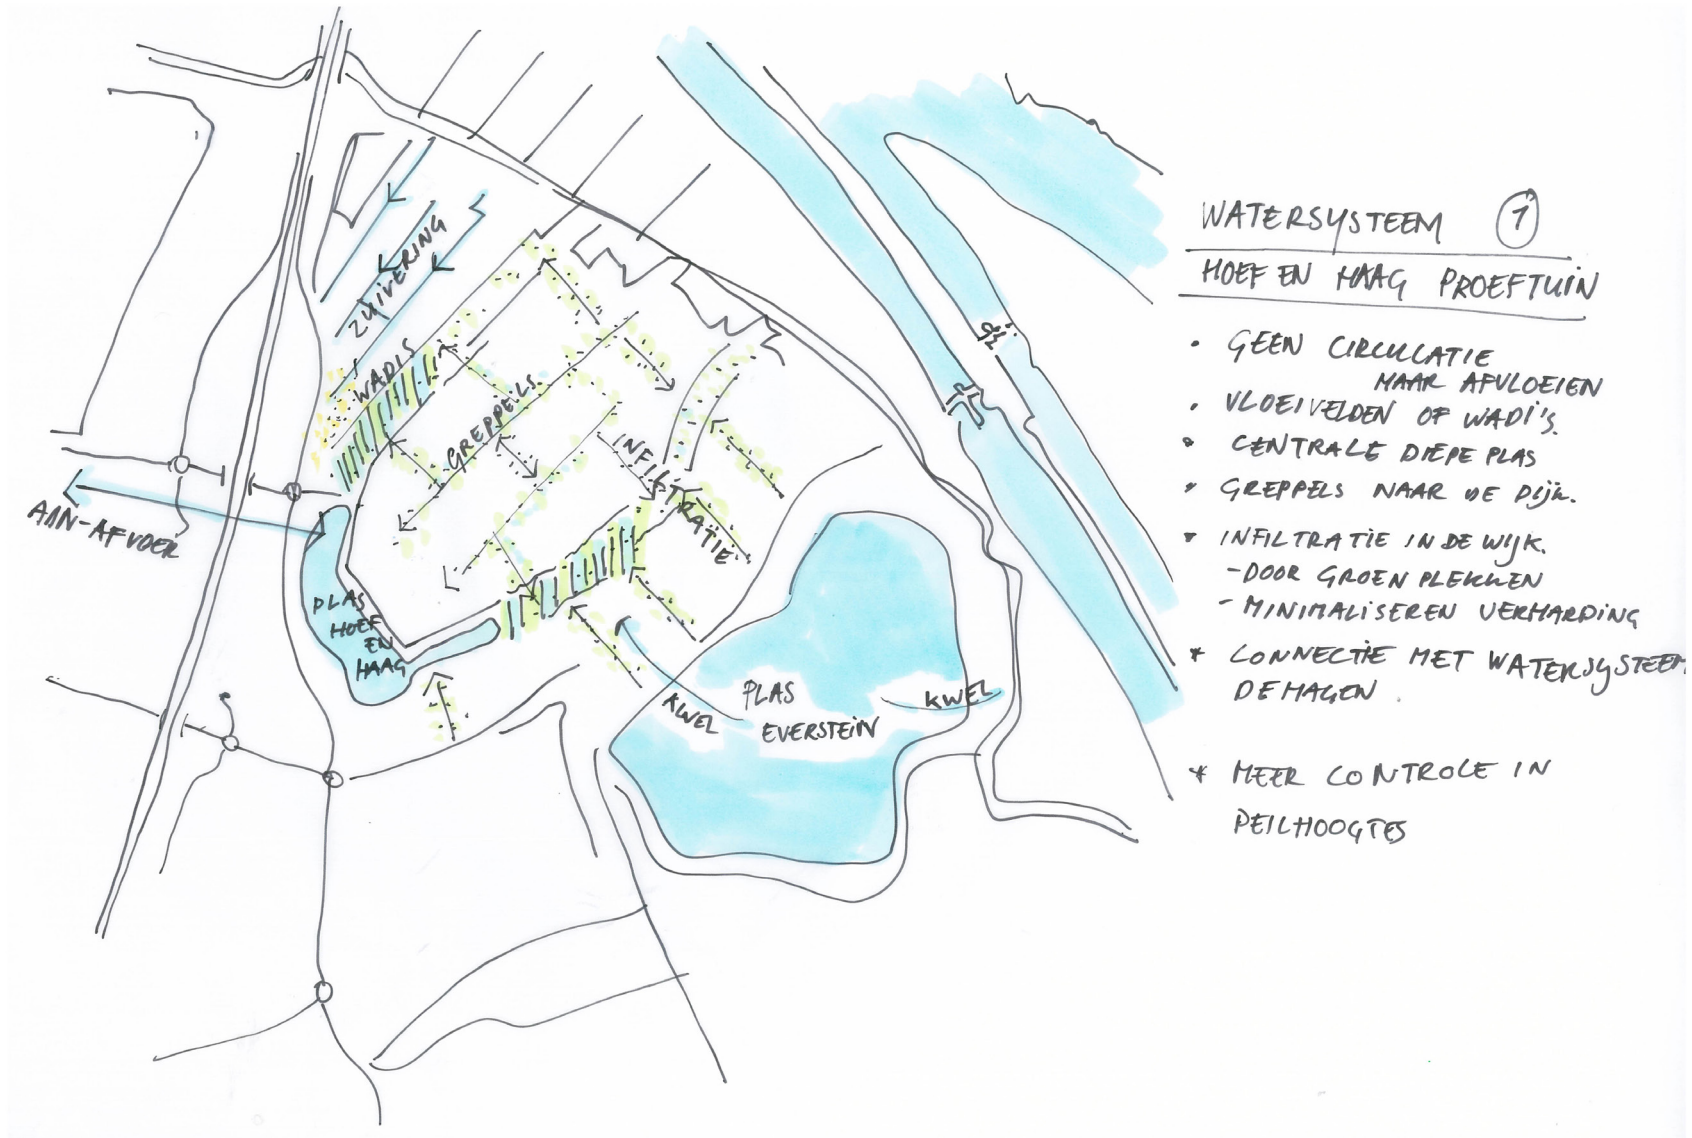 WATERSYSTEEM 1
HOEF EN HAAG PROEFTUIN
• GEEN CIRCULATIE
MAAR AFVLOEIEN
• VLOEIVELDEN OF WADI'S.
• CENTRALE DIEPE PLAS
• GREPPELS NAAR DE DIJK.
• INFILTRATIE IN DE WIJK.
- DOOR GROEN PLEKKEN
- MINIMALISEREN VERHARDING
* CONNECTIE MET WATERSYSTEEM
DE HAGEN.
* MEER CONTROLE IN
PEILHOOGTES
ZUIVERING
WADIS
GREPPELS
INFILTRATIE
AAN-AFVOER
PLAS
HOEF
EN
HAAG
KWEL
PLAS
EVERSTEIN
KWEL